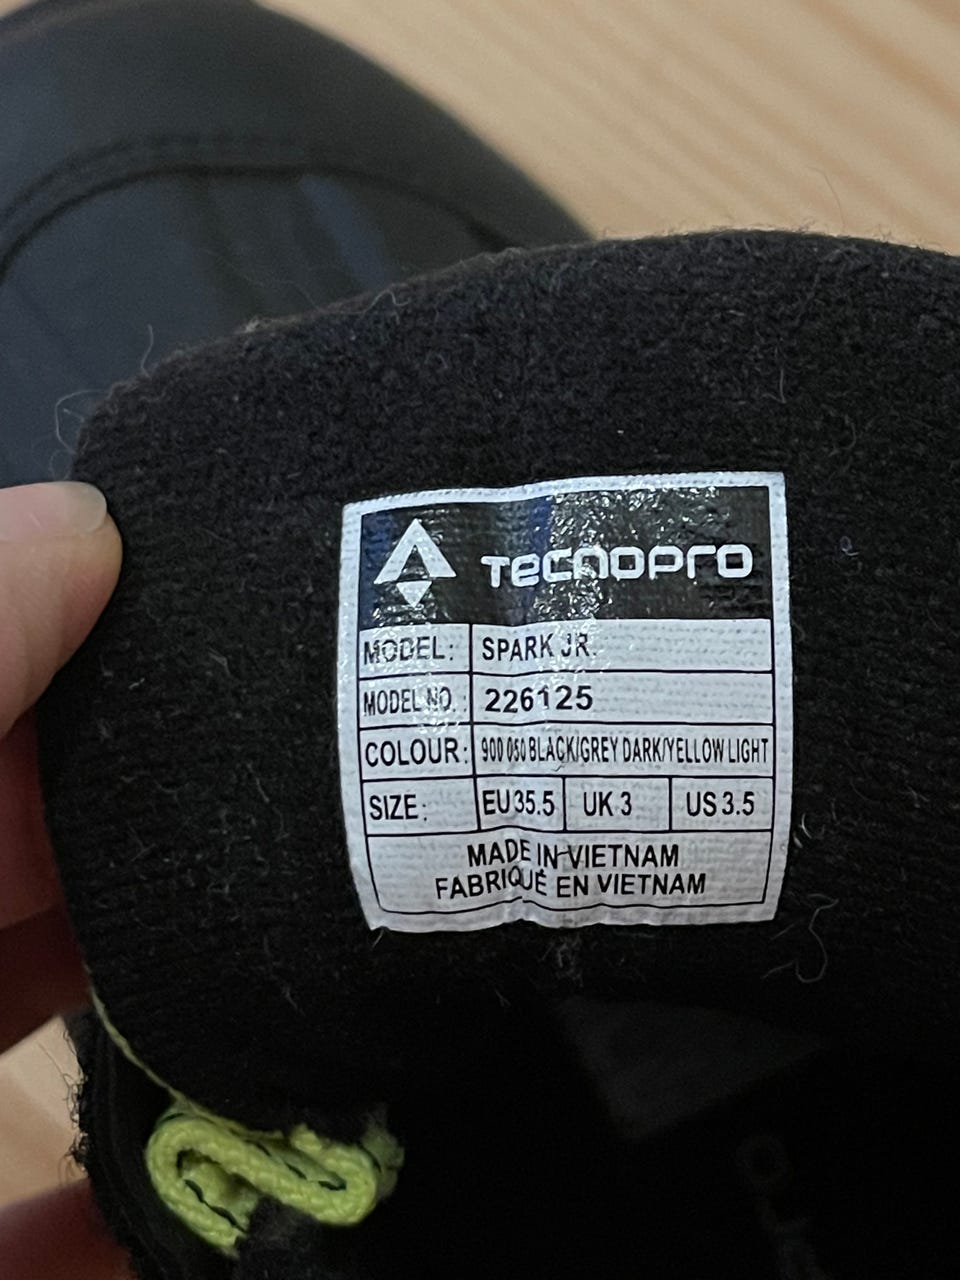 TECNOPRO
MODEL: SPARK JR.
MODEL NO.: 226125
COLOUR: 900 050 BLACK/GREY DARK/YELLOW LIGHT
SIZE: EU 35.5 UK 3 US 3.5
MADE IN VIETNAM
FABRIQUÉ EN VIETNAM